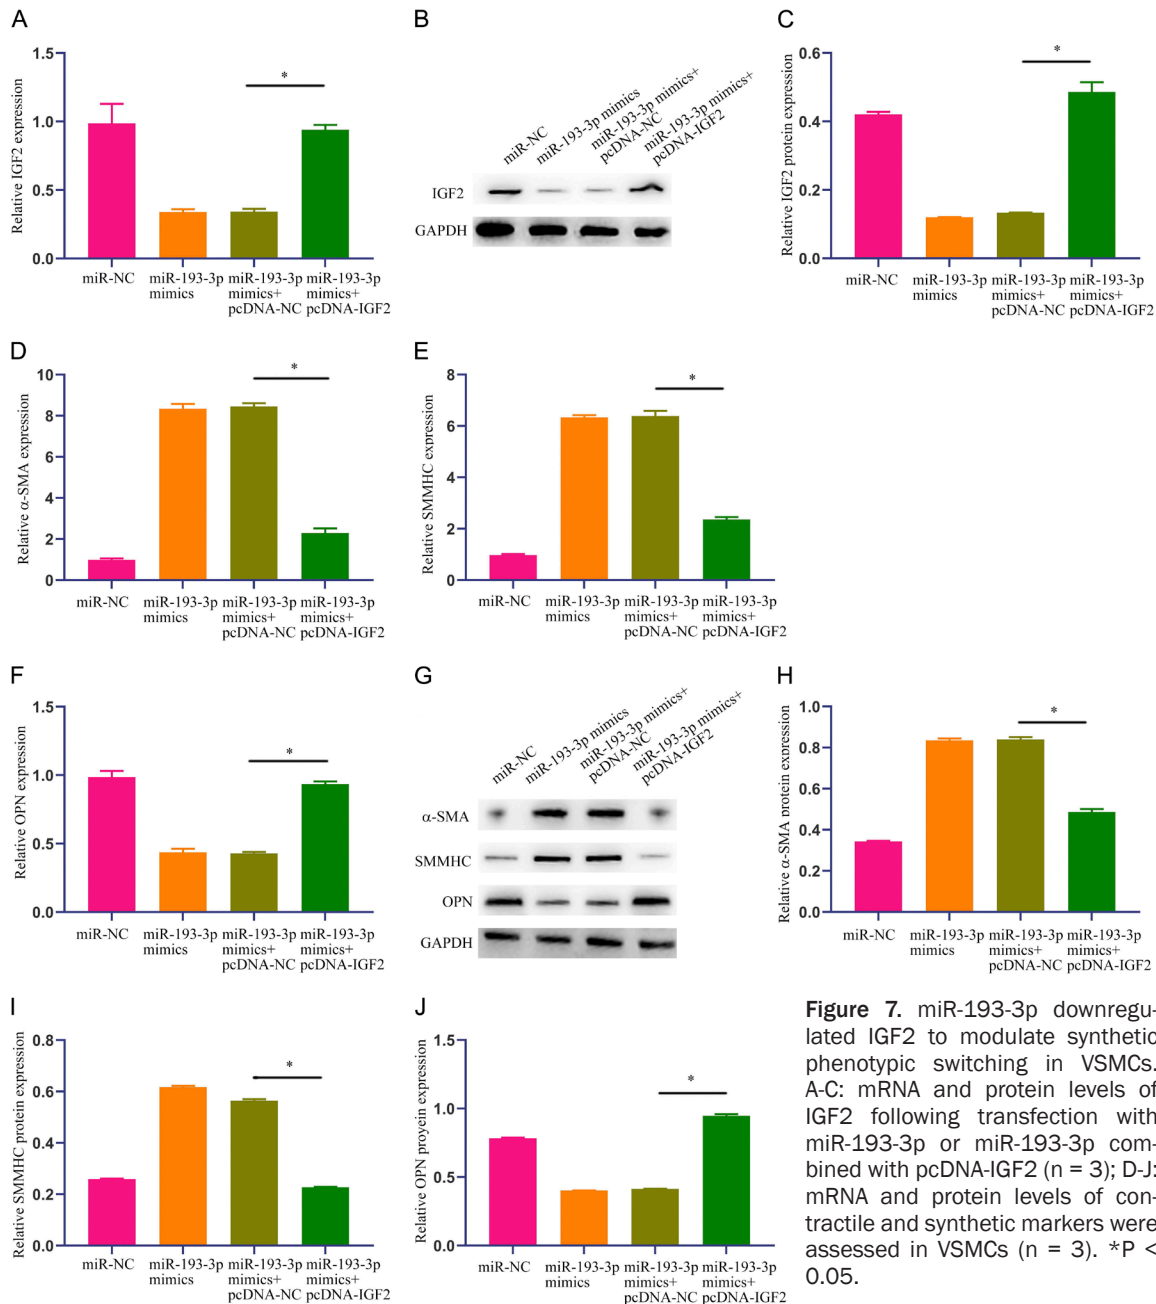 A
Relative IGF2 expression
1.5
1.0
0.5
0.0
*
miR-NC
miR-193-3p
mimics
miR-193-3p
mimics+
pcDNA-NC
miR-193-3p
mimics+
pcDNA-IGF2
B
miR-NC
miR-193-3p mimics
miR-193-3p mimics+
pcDNA-NC
miR-193-3p mimics+
pcDNA-IGF2
IGF2
GAPDH
C
Relative IGF2 protein expression
0.6
0.4
0.2
0.0
*
miR-NC
miR-193-3p
mimics
miR-193-3p
mimics+
pcDNA-NC
miR-193-3p
mimics+
pcDNA-IGF2
D
Relative α-SMA expression
10
8
6
4
2
0
*
miR-NC
miR-193-3p
mimics
miR-193-3p
mimics+
pcDNA-NC
miR-193-3p
mimics+
pcDNA-IGF2
E
Relative SMMHC expression
8
6
4
2
0
*
miR-NC
miR-193-3p
mimics
miR-193-3p
mimics+
pcDNA-NC
miR-193-3p
mimics+
pcDNA-IGF2
F
Relative OPN expression
1.5
1.0
0.5
0.0
*
miR-NC
miR-193-3p
mimics
miR-193-3p
mimics+
pcDNA-NC
miR-193-3p
mimics+
pcDNA-IGF2
G
miR-NC
miR-193-3p mimics
miR-193-3p mimics+
pcDNA-NC
miR-193-3p mimics+
pcDNA-IGF2
α-SMA
SMMHC
OPN
GAPDH
H
Relative α-SMA protein expression
1.0
0.8
0.6
0.4
0.2
0.0
*
miR-NC
miR-193-3p
mimics
miR-193-3p
mimics+
pcDNA-NC
miR-193-3p
mimics+
pcDNA-IGF2
I
Relative SMMHC protein expression
0.8
0.6
0.4
0.2
0.0
*
miR-NC
miR-193-3p
mimics
miR-193-3p
mimics+
pcDNA-NC
miR-193-3p
mimics+
pcDNA-IGF2
J
Relative OPN proyein expression
1.5
1.0
0.5
0.0
*
miR-NC
miR-193-3p
mimics
miR-193-3p
mimics+
pcDNA-NC
miR-193-3p
mimics+
pcDNA-IGF2
Figure 7. miR-193-3p downregu-
lated IGF2 to modulate synthetic
phenotypic switching in VSMCs.
A-C: mRNA and protein levels of
IGF2 following transfection with
miR-193-3p or miR-193-3p com-
bined with pcDNA-IGF2 (n = 3); D-J:
mRNA and protein levels of con-
tractile and synthetic markers were
assessed in VSMCs (n = 3). *P <
0.05.